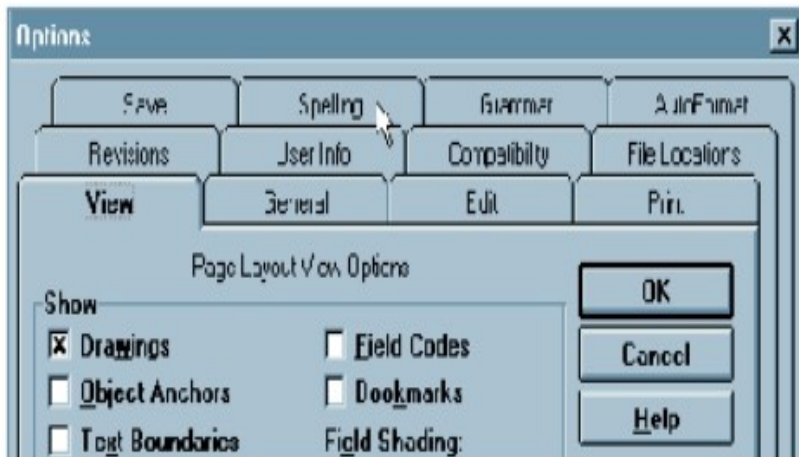 Options
Save Spelling Grammar AutoFormat
Revisions User Info Compatibility File Locations
View General Edit Print
Page Layout View Options
Show
Drawings Field Codes
Object Anchors Bookmarks
Text Boundaries Field Shading:
OK
Cancel
Help